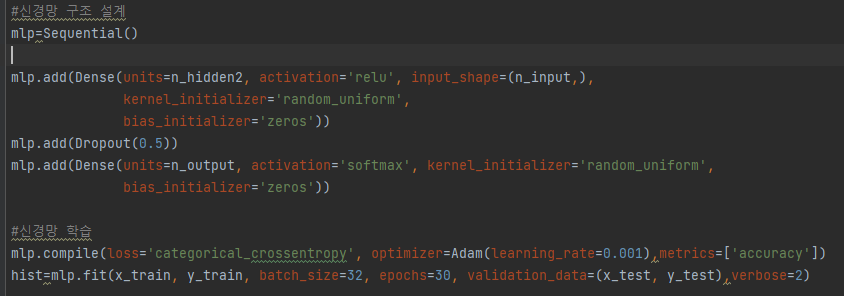 #신경망 구조 설계
mlp=Sequential()
mlp.add(Dense(units=n_hidden2, activation='relu', input_shape=(n_input,),
kernel_initializer='random_uniform',
bias_initializer='zeros'))
mlp.add(Dropout(0.5))
mlp.add(Dense(units=n_output, activation='softmax', kernel_initializer='random_uniform',
bias_initializer='zeros'))
#신경망 학습
mlp.compile(loss='categorical_crossentropy', optimizer=Adam(learning_rate=0.001),metrics=['accuracy'])
hist=mlp.fit(x_train, y_train, batch_size=32, epochs=30, validation_data=(x_test, y_test),verbose=2)